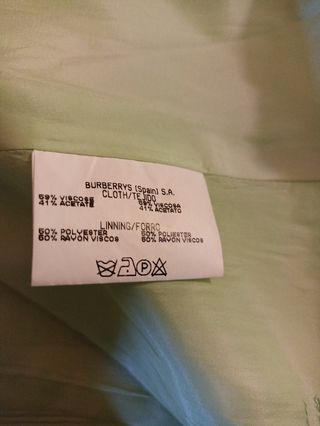 BURBERRYS (Spain) S.A.
CLOTH/TEJIDO
59% VISCOSE 59% VISCOSA
41% ACETATE 41% ACETATO
LINNING/FORRO
50% POLYESTER 50% POLIESTER
50% RAYON VISCOS 50% RAYON VISCOS
P